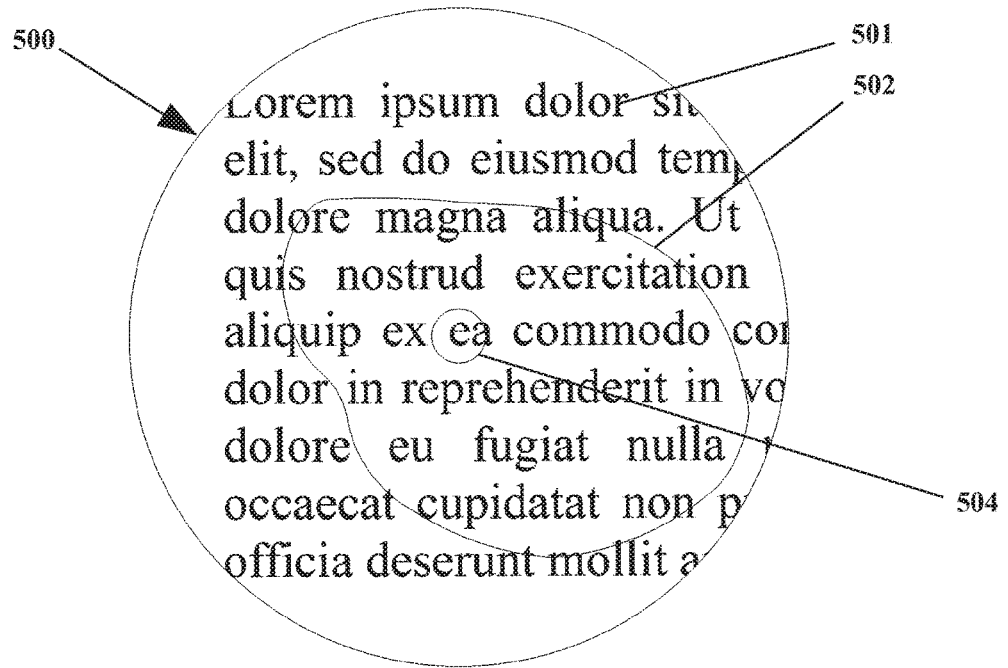 500
501
502
Lorem ipsum dolor
elit, sed do eiusmod
dolore magna aliqua. Ut
quis nostrud exercitation
aliquip ex ea commodo
dolor in reprehenderit in
dolore eu fugiat nulla
occaecat cupidatat non
officia deserunt mollit
504